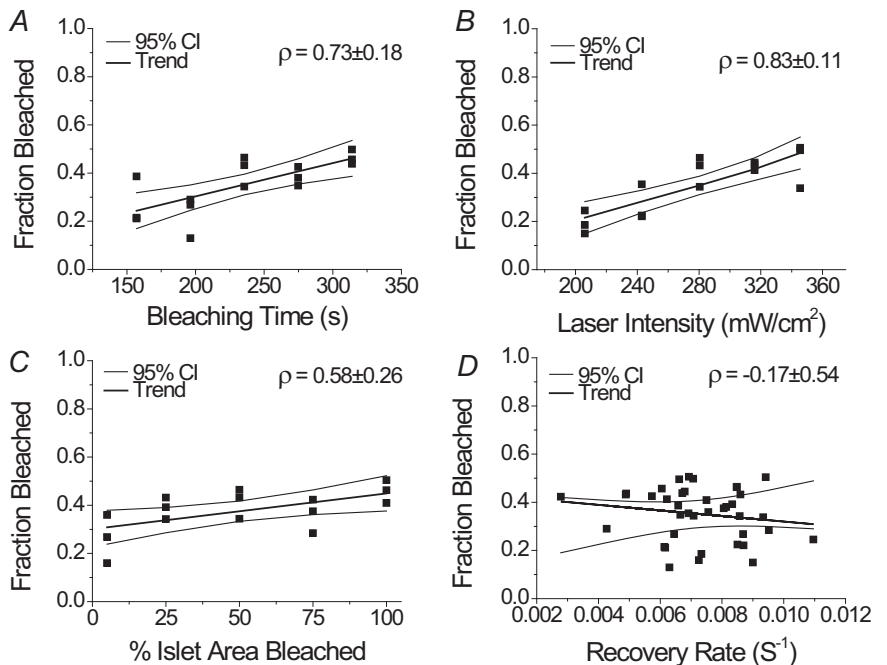 A
95% CI
Trend
ρ = 0.73±0.18
Fraction Bleached
1.0
0.8
0.6
0.4
0.2
0.0
150 200 250 300 350
Bleaching Time (s)
B
95% CI
Trend
ρ = 0.83±0.11
Fraction Bleached
1.0
0.8
0.6
0.4
0.2
0.0
200 240 280 320 360
Laser Intensity (mW/cm²)
C
95% CI
Trend
ρ = 0.58±0.26
Fraction Bleached
1.0
0.8
0.6
0.4
0.2
0.0
0 25 50 75 100
% Islet Area Bleached
D
95% CI
Trend
ρ = -0.17±0.54
Fraction Bleached
1.0
0.8
0.6
0.4
0.2
0.0
0.002 0.004 0.006 0.008 0.010 0.012
Recovery Rate (S⁻¹)